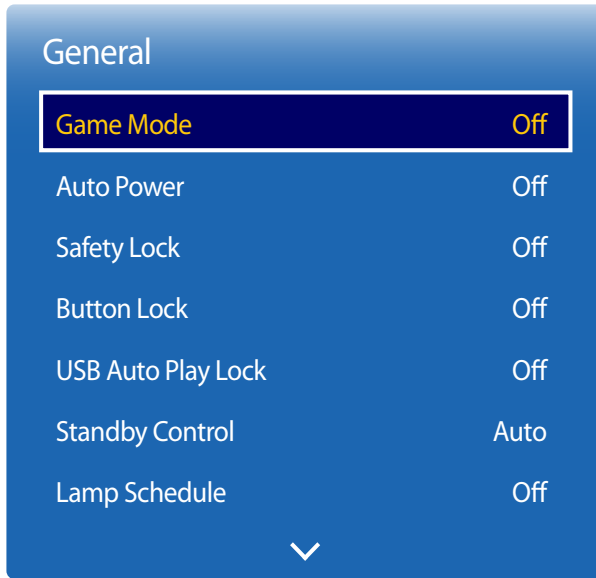 General
Game Mode Off
Auto Power Off
Safety Lock Off
Button Lock Off
USB Auto Play Lock Off
Standby Control Auto
Lamp Schedule Off